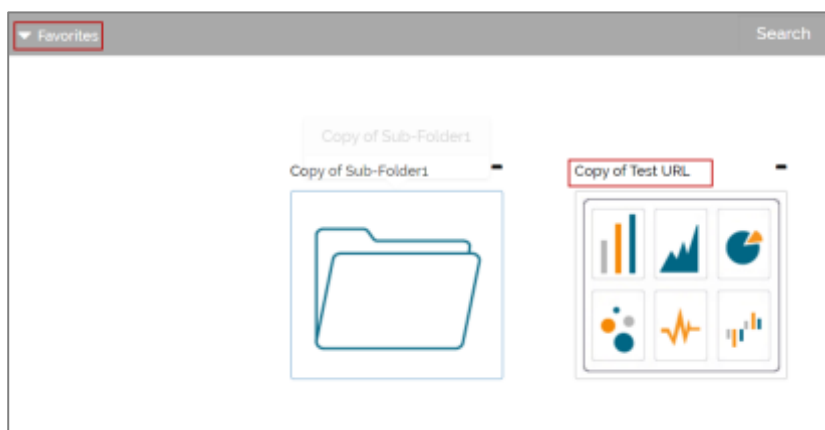 Favorites
Search
Copy of Sub-Folder1
Copy of Sub-Folder1
Copy of Test URL